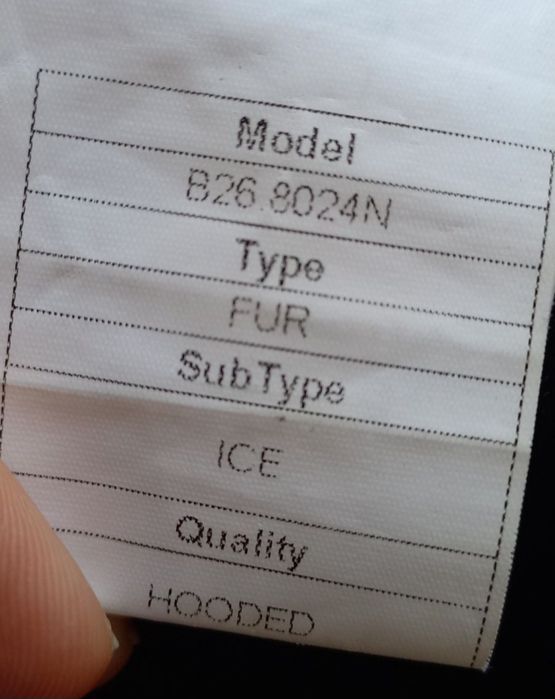 Model
B26.8024N
Type
FUR
SubType
ICE
Quality
HOODED